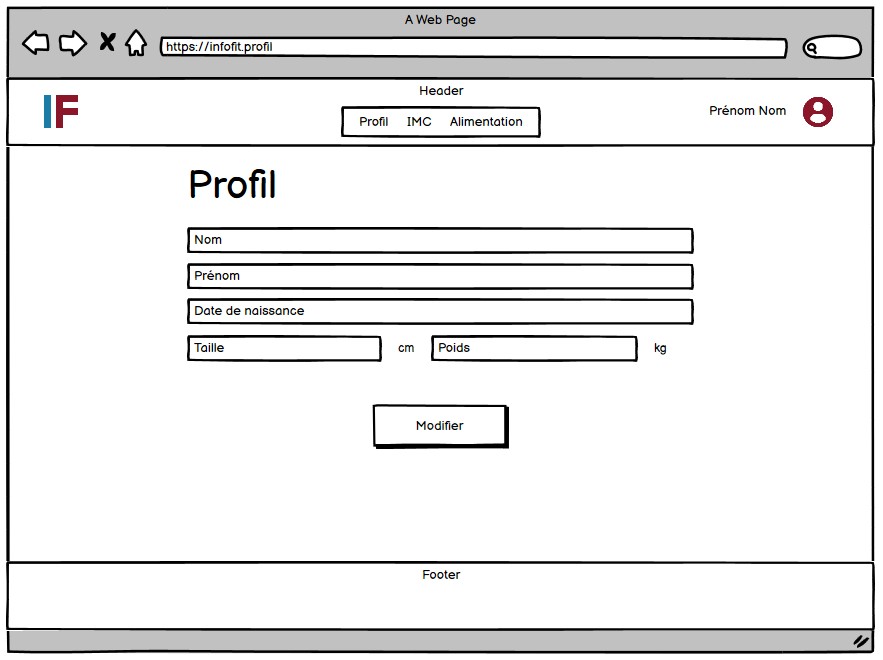 A Web Page
https://infofit.profil
Header
IF
Profil IMC Alimentation
Prénom Nom
Profil
Nom
Prénom
Date de naissance
Taille cm Poids kg
Modifier
Footer